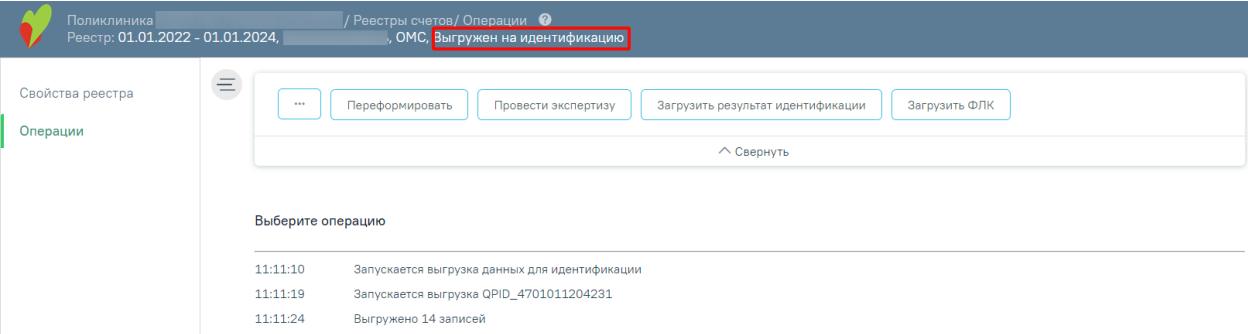 Поликлиника / Реестры счетов/ Операции ?
Реестр: 01.01.2022 - 01.01.2024, , ОМС, Выгружен на идентификацию
Свойства реестра
Операции
... Переформировать Провести экспертизу Загрузить результат идентификации Загрузить ФЛК
Свернуть
Выберите операцию
11:11:10 Запускается выгрузка данных для идентификации
11:11:19 Запускается выгрузка QPID_4701011204231
11:11:24 Выгружено 14 записей